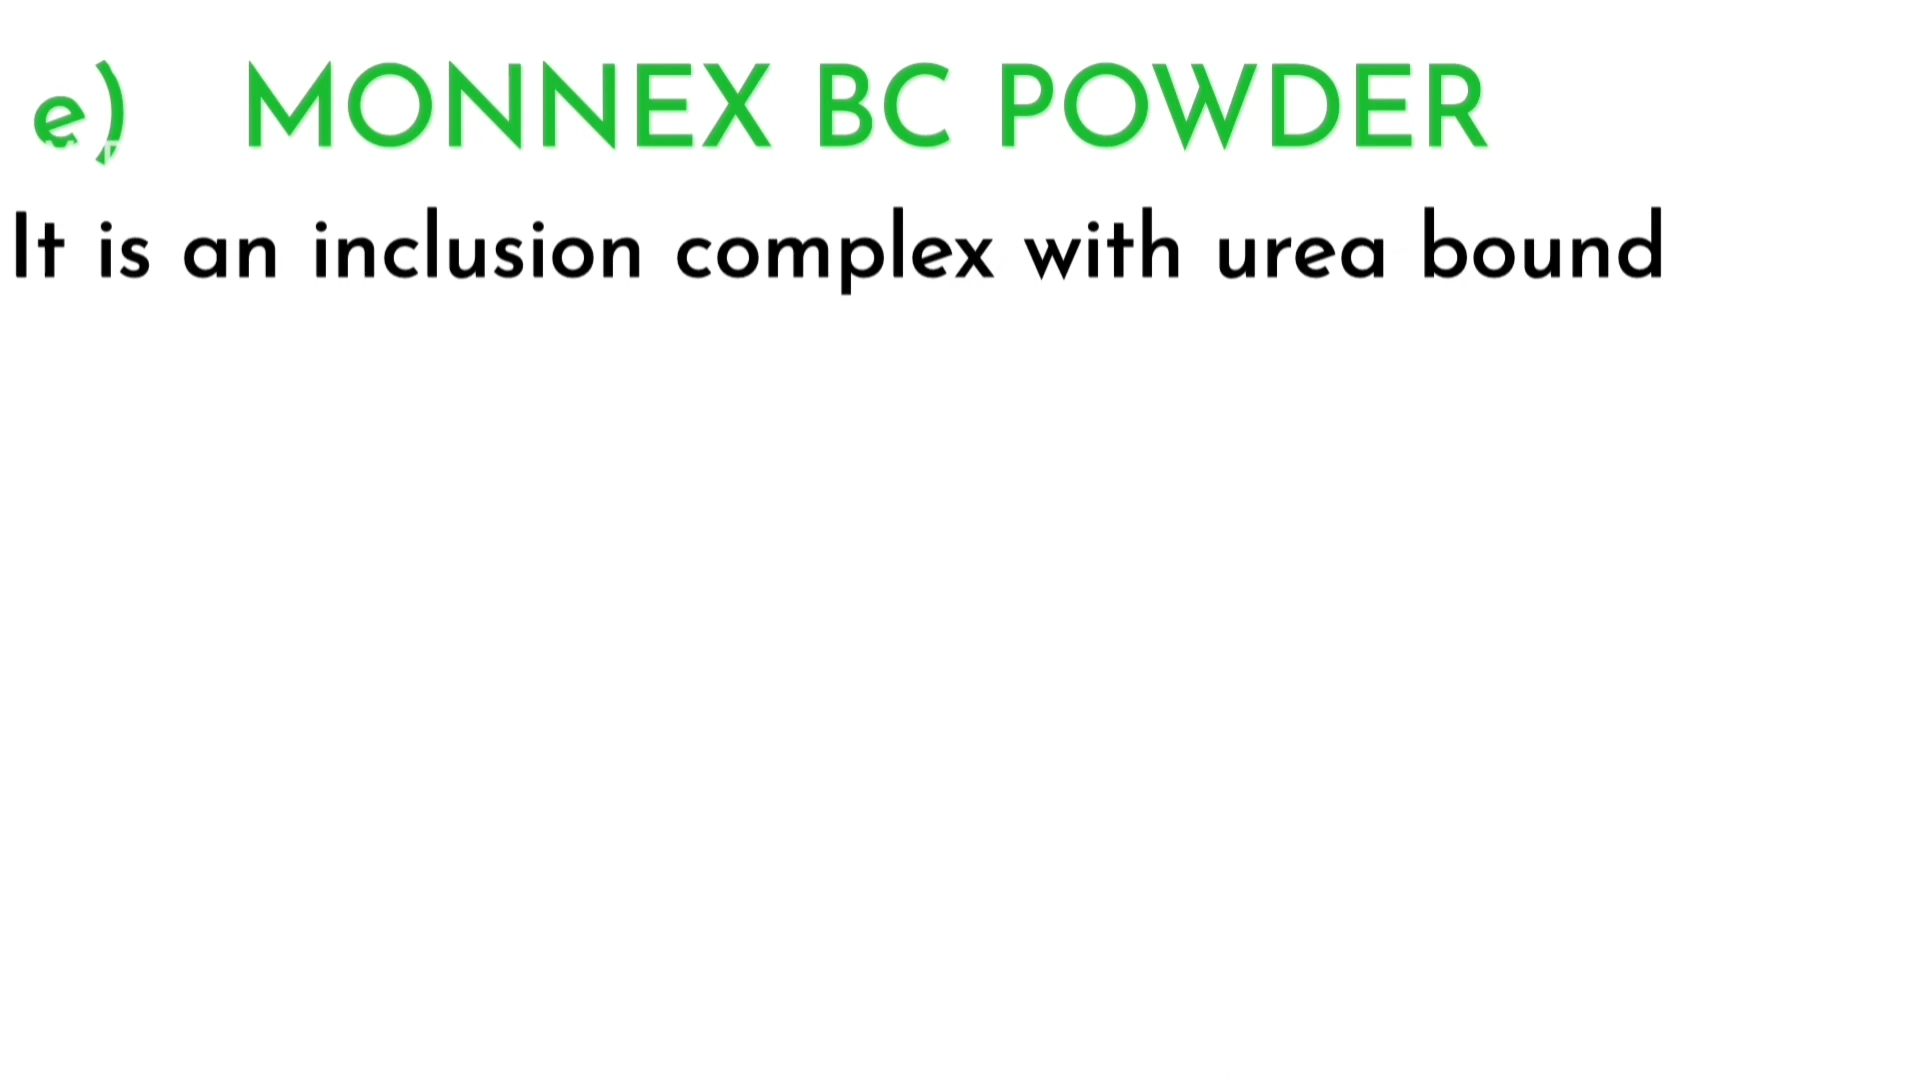 e) MONNEX BC POWDER
It is an inclusion complex with urea bound